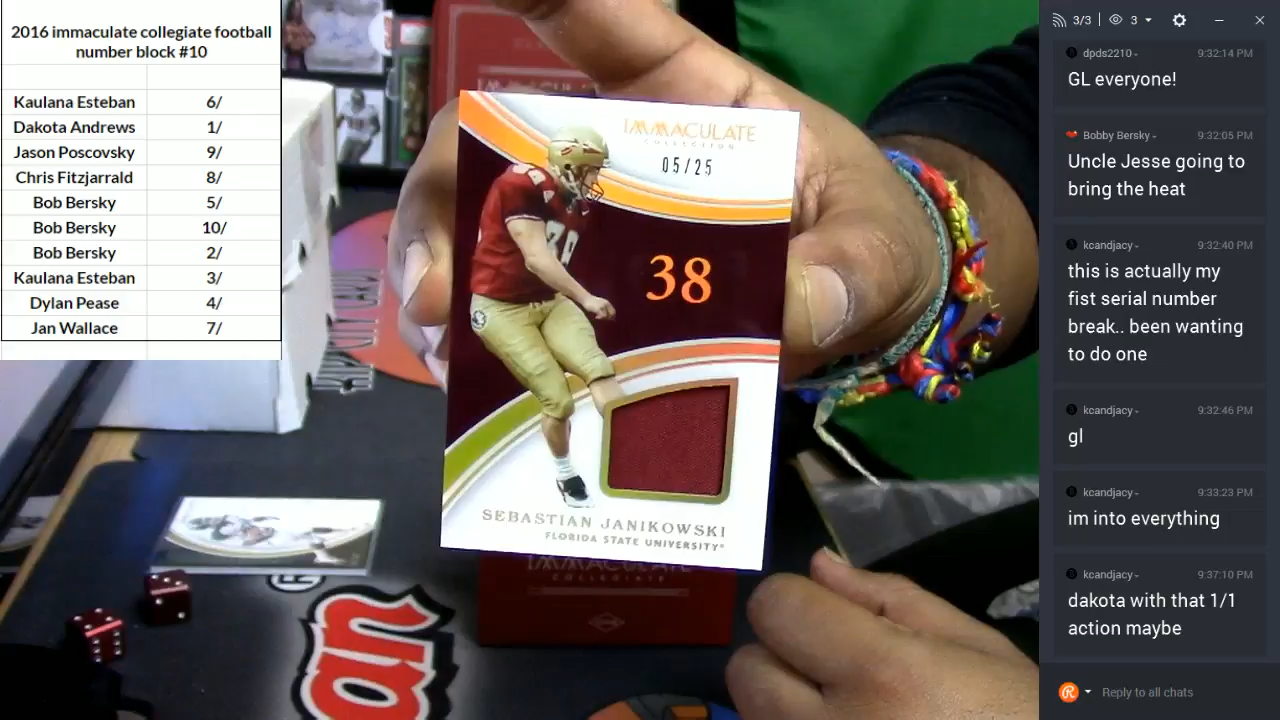 2016 immaculate collegiate football
number block #10
Kaulana Esteban 6/
Dakota Andrews 1/
Jason Poscovsky 9/
Chris Fitzjarrald 8/
Bob Bersky 5/
Bob Bersky 10/
Bob Bersky 2/
Kaulana Esteban 3/
Dylan Pease 4/
Jan Wallace 7/
IMMACULATE
COLLECTION
05/25
38
SEBASTIAN JANIKOWSKI
FLORIDA STATE UNIVERSITY®
IMMACULATE
COLLEGIATE
3/3 3
dpds2210 9:32:14 PM
GL everyone!
Bobby Bersky 9:32:05 PM
Uncle Jesse going to
bring the heat
kcandjacy 9:32:40 PM
this is actually my
fist serial number
break.. been wanting
to do one
kcandjacy 9:32:46 PM
gl
kcandjacy 9:33:23 PM
im into everything
kcandjacy 9:37:10 PM
dakota with that 1/1
action maybe
Reply to all chats